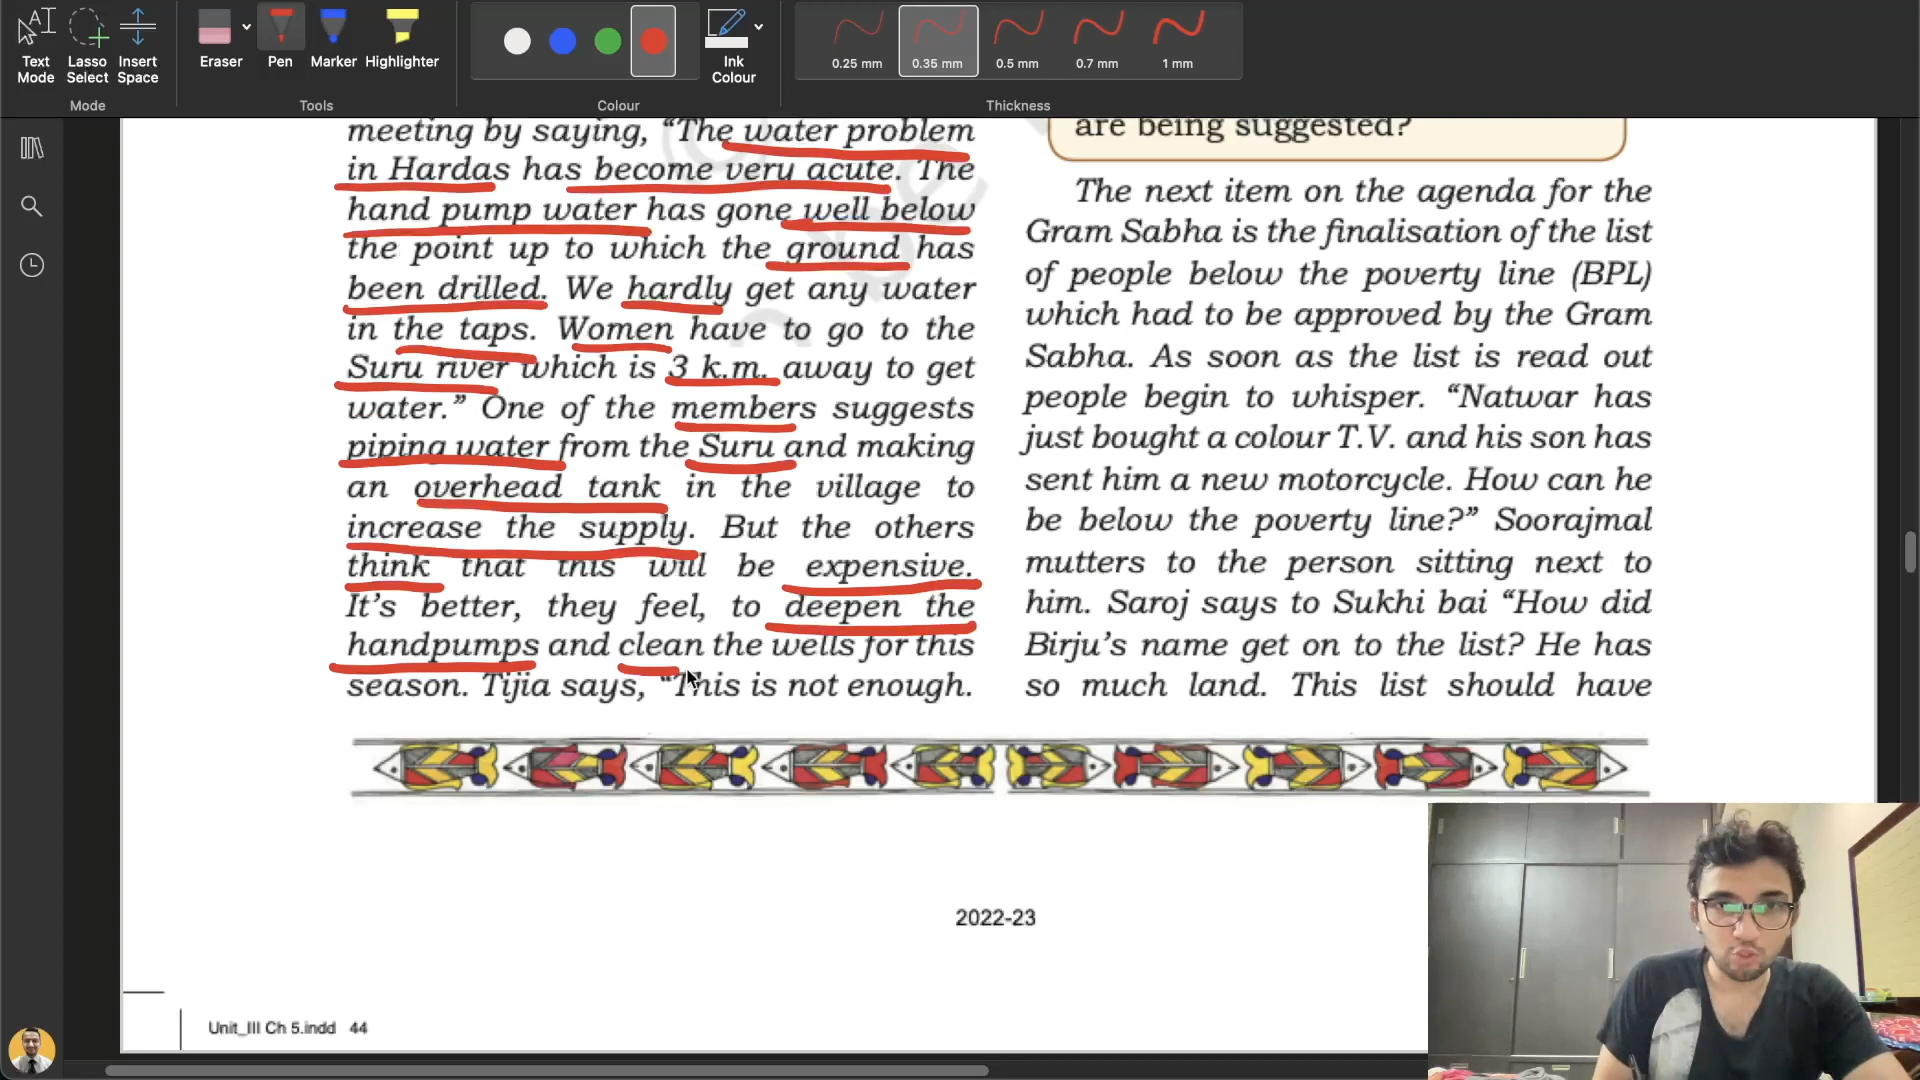 Text Mode
Lasso Select
Insert Space
Mode
Eraser
Pen
Marker
Highlighter
Tools
Colour
Ink Colour
0.25 mm
0.35 mm
0.5 mm
0.7 mm
1 mm
Thickness
meeting by saying, “The water problem
in Hardas has become very acute. The
hand pump water has gone well below
the point up to which the ground has
been drilled. We hardly get any water
in the taps. Women have to go to the
Suru river which is 3 k.m. away to get
water.” One of the members suggests
piping water from the Suru and making
an overhead tank in the village to
increase the supply. But the others
think that this will be expensive.
It’s better, they feel, to deepen the
handpumps and clean the wells for this
season. Tijia says, “This is not enough.
are being suggested?
The next item on the agenda for the
Gram Sabha is the finalisation of the list
of people below the poverty line (BPL)
which had to be approved by the Gram
Sabha. As soon as the list is read out
people begin to whisper. “Natwar has
just bought a colour T.V. and his son has
sent him a new motorcycle. How can he
be below the poverty line?” Soorajmal
mutters to the person sitting next to
him. Saroj says to Sukhi bai “How did
Birju’s name get on to the list? He has
so much land. This list should have
2022-23
Unit_III Ch 5.indd 44